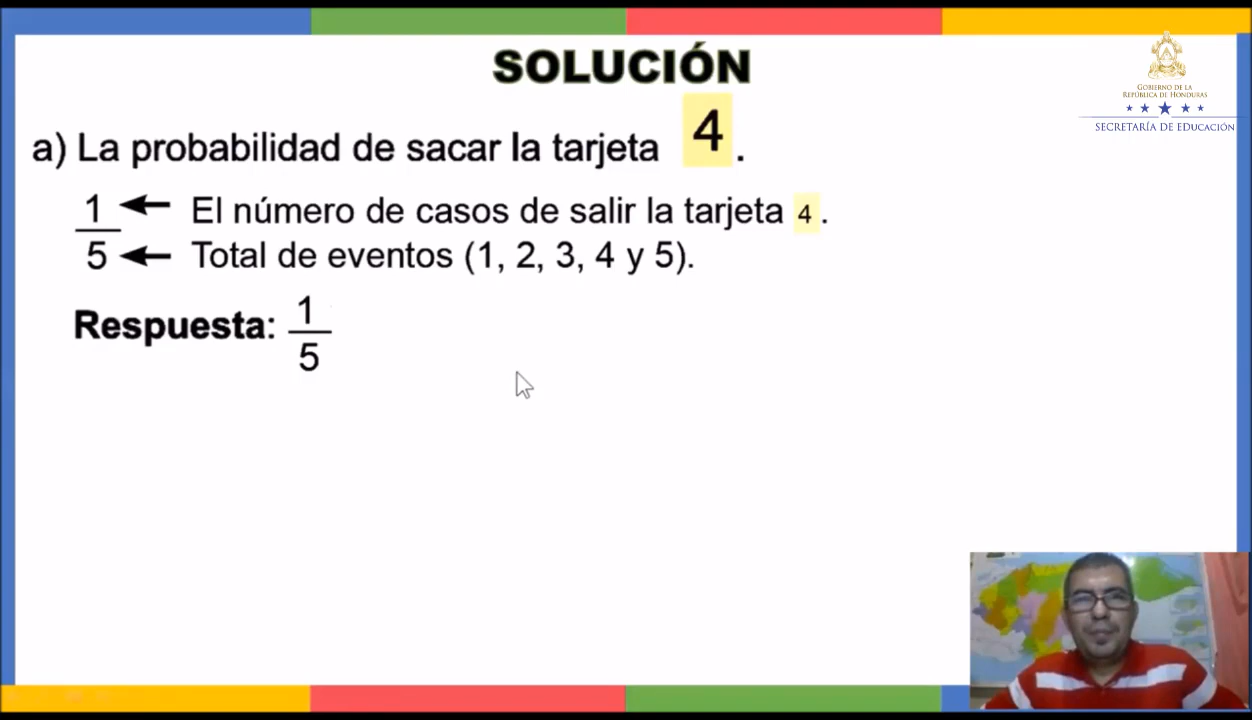 SOLUCIÓN
GOBIERNO DE LA
REPÚBLICA DE HONDURAS
SECRETARÍA DE EDUCACIÓN
a) La probabilidad de sacar la tarjeta 4 .
1
El número de casos de salir la tarjeta 4 .
5
Total de eventos (1, 2, 3, 4 y 5).
Respuesta: 1
5